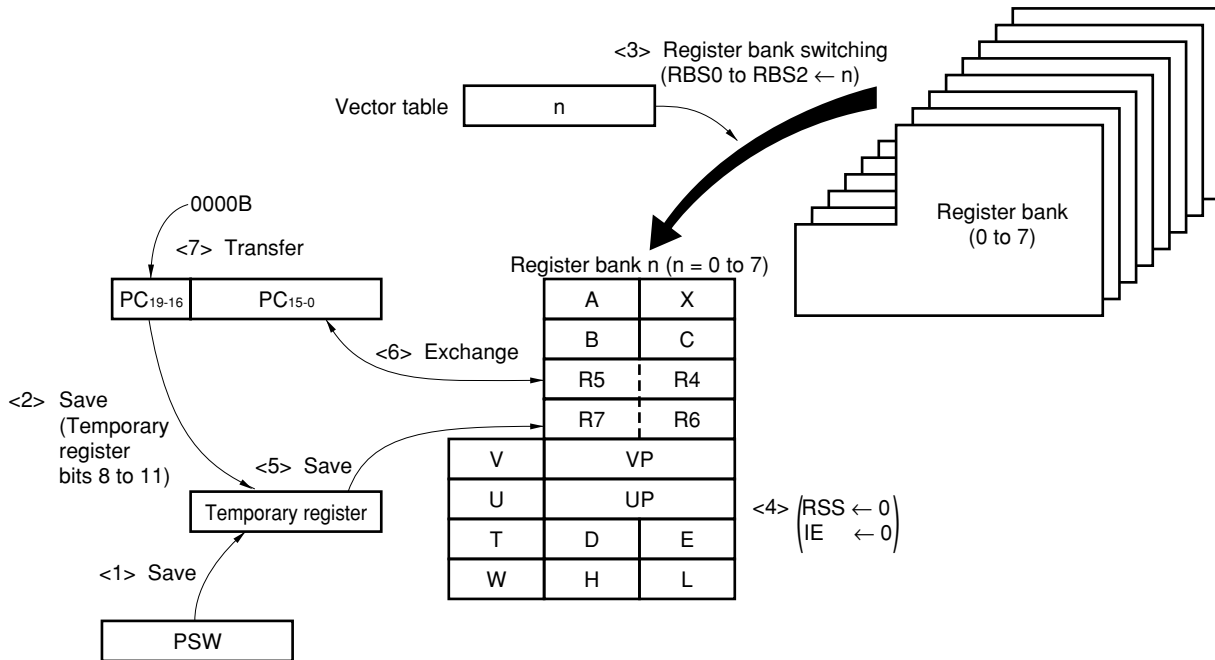 <3> Register bank switching
(RBS0 to RBS2 ← n)
Vector table
n
Register bank
(0 to 7)
0000B
<7> Transfer
Register bank n (n = 0 to 7)
PC19-16
PC15-0
A
X
B
C
<6> Exchange
R5
R4
R7
R6
<2> Save
(Temporary
register
bits 8 to 11)
<5> Save
V
VP
U
UP
<4>
(RSS ← 0
IE ← 0)
Temporary register
T
D
E
W
H
L
<1> Save
PSW